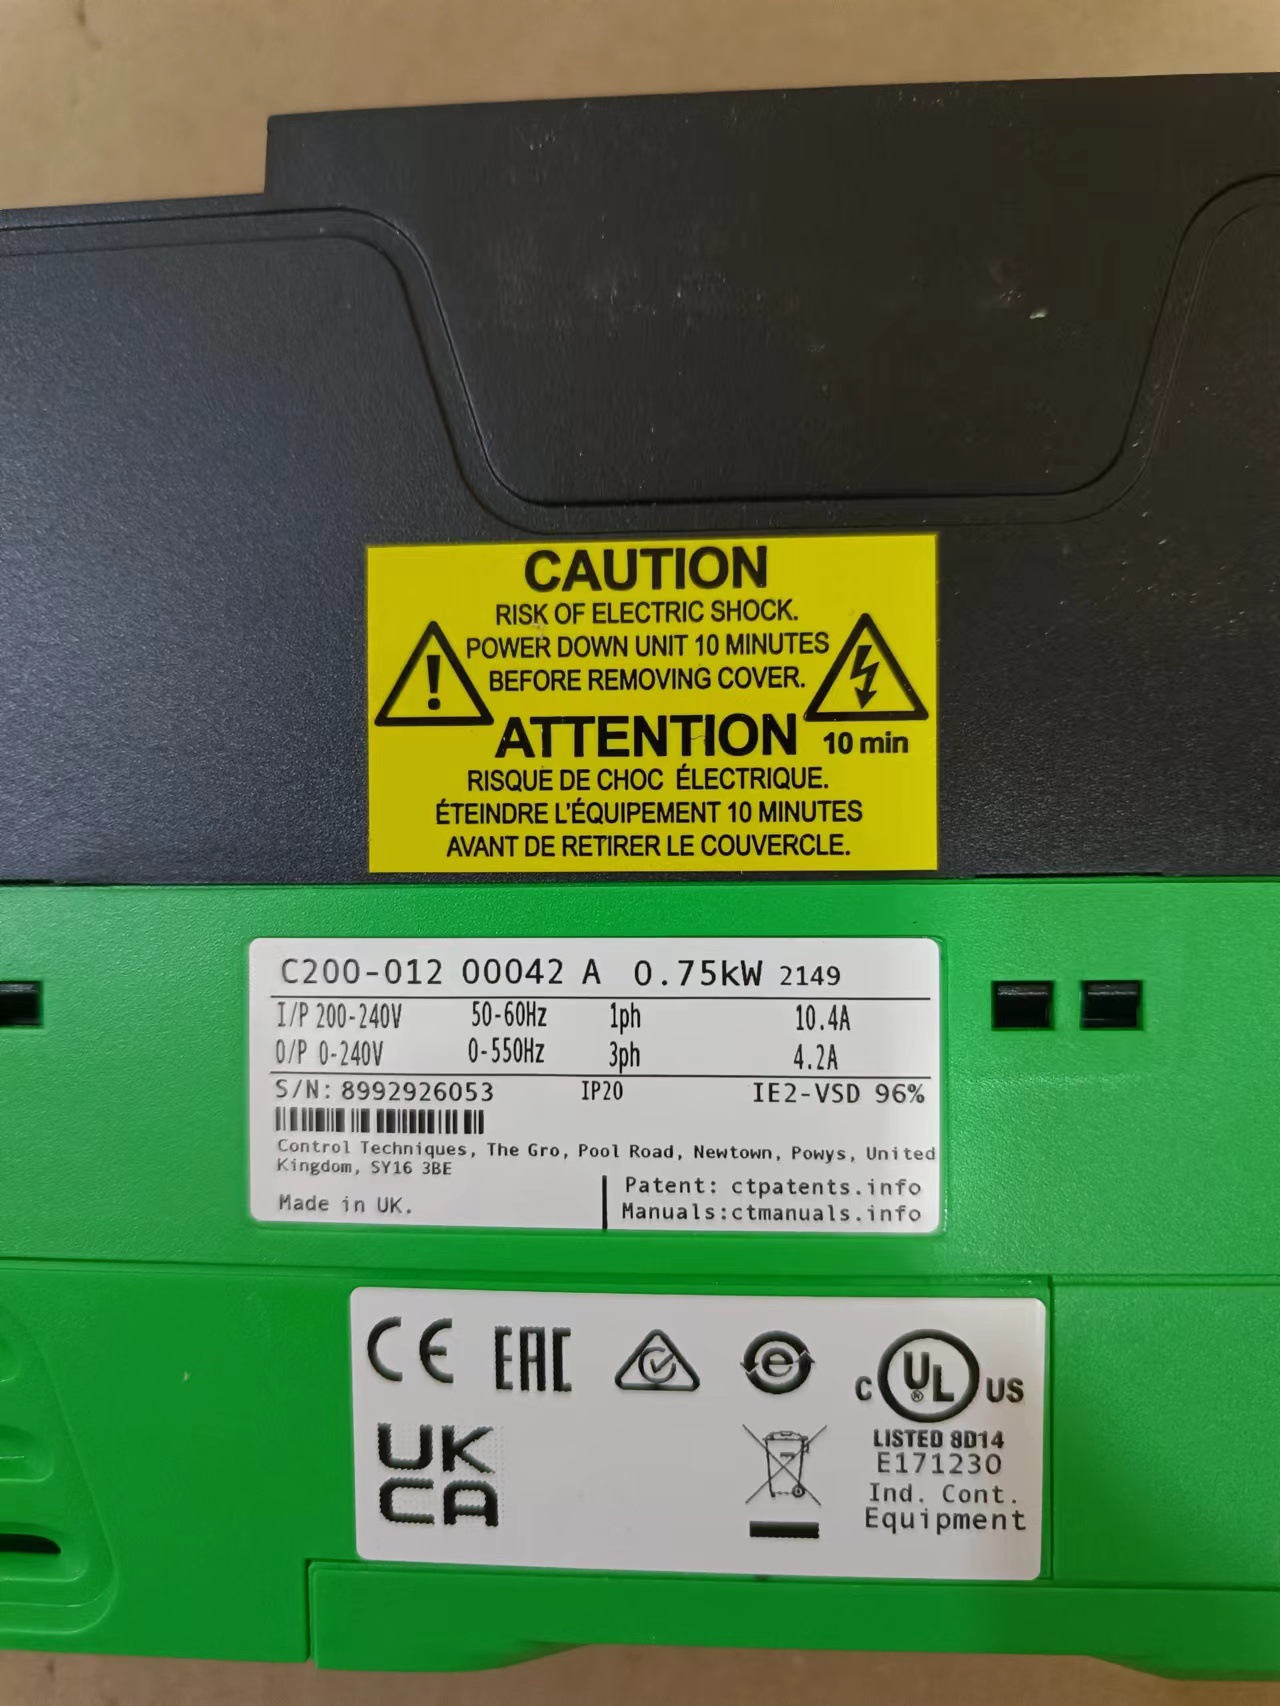 CAUTION
RISK OF ELECTRIC SHOCK.
POWER DOWN UNIT 10 MINUTES
BEFORE REMOVING COVER.
ATTENTION
10 min
RISQUE DE CHOC ÉLECTRIQUE.
ÉTEINDRE L'ÉQUIPEMENT 10 MINUTES
AVANT DE RETIRER LE COUVERCLE.
C200-012 00042 A 0.75kW 2149
I/P 200-240V 50-60Hz 1ph 10.4A
O/P 0-240V 0-550Hz 3ph 4.2A
S/N: 8992926053 IP20 IE2-VSD 96%
Control Techniques, The Gro, Pool Road, Newtown, Powys, United
Kingdom, SY16 3BE
Made in UK.
Patent: ctpatents.info
Manuals:ctmanuals.info
CE EAC e C UL ® US
UK
CA
LISTED 8D14
E171230
Ind. Cont.
Equipment